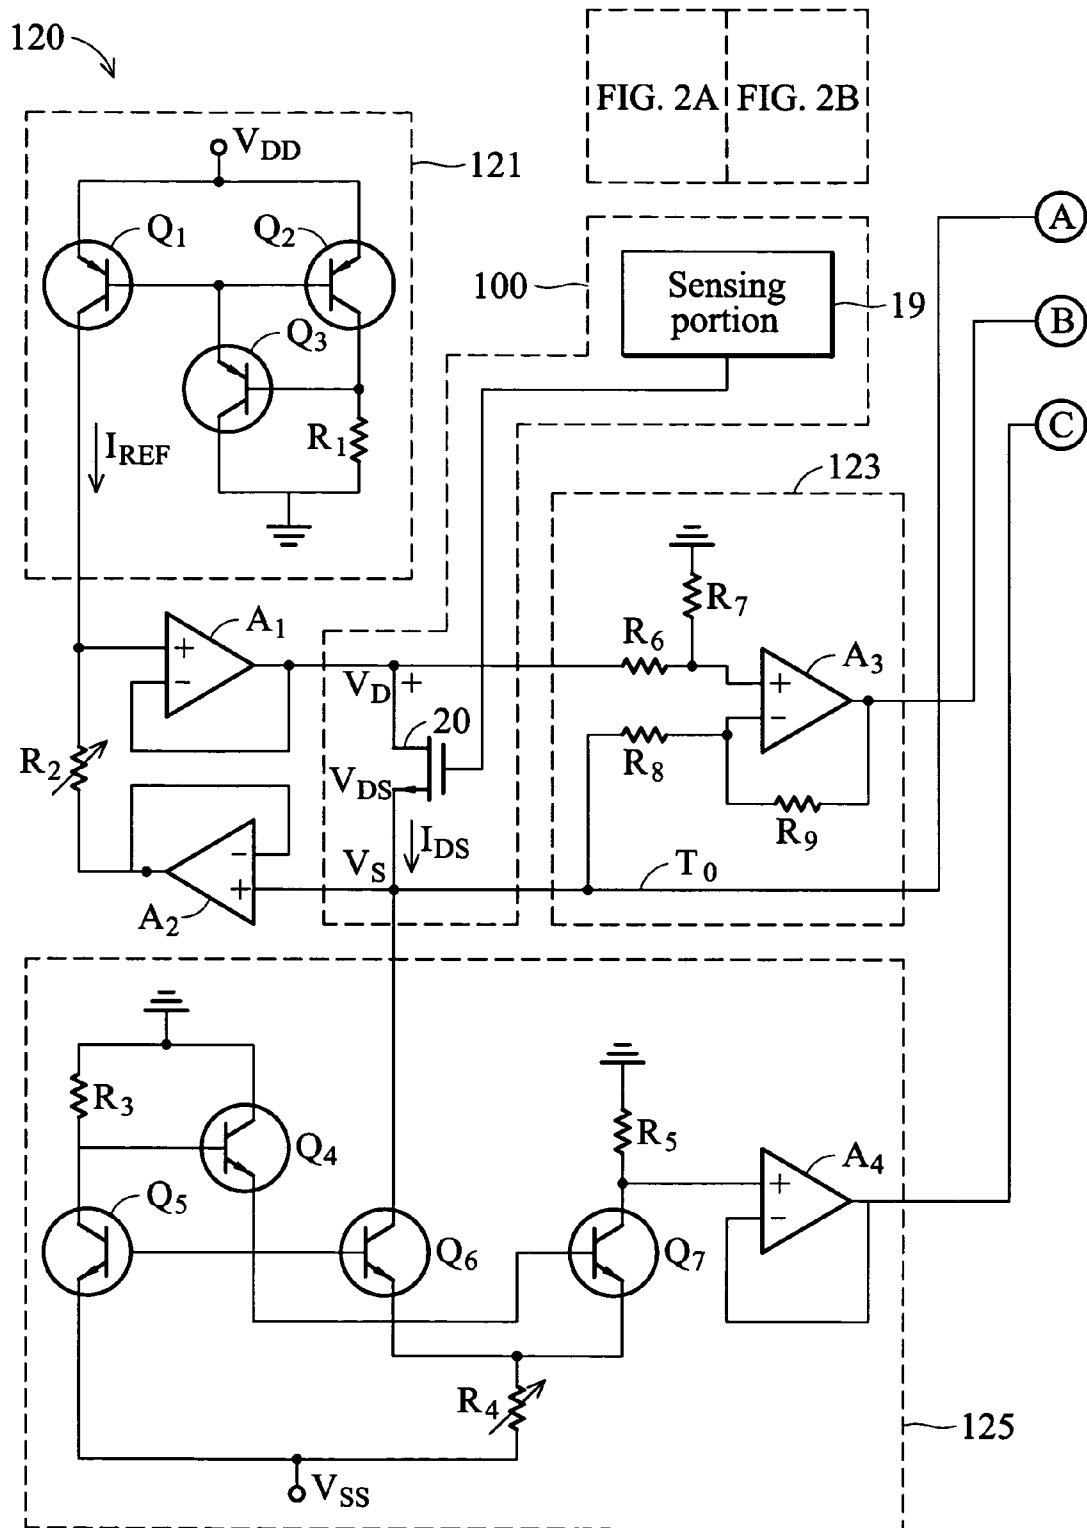 120
FIG. 2A FIG. 2B
V_DD
121
A
Q_1 Q_2
100
Sensing
portion
19
B
Q_3
C
R_1
I_REF
123
R_7
A_1
R_6
A_3
+
+
-
V_D +
+
-
20
R_2
R_8
V_DS
R_9
I_DS
-
V_S
T_0
+
A_2
R_3
R_5
Q_4
A_4
+
Q_5
-
Q_6
Q_7
R_4
125
V_SS